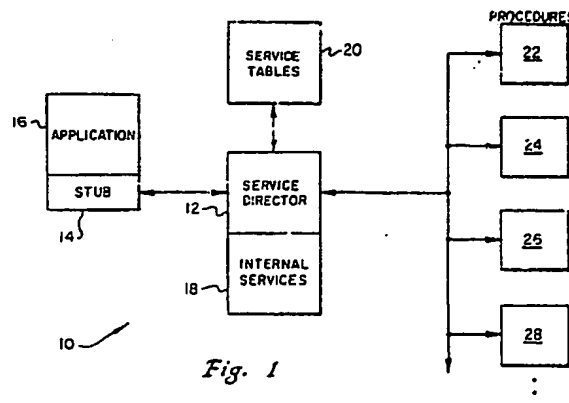 PROCEDURES
SERVICE
TABLES
20
22
16
APPLICATION
24
STUB
SERVICE
DIRECTOR
14
12
26
INTERNAL
SERVICES
18
28
10
Fig. 1